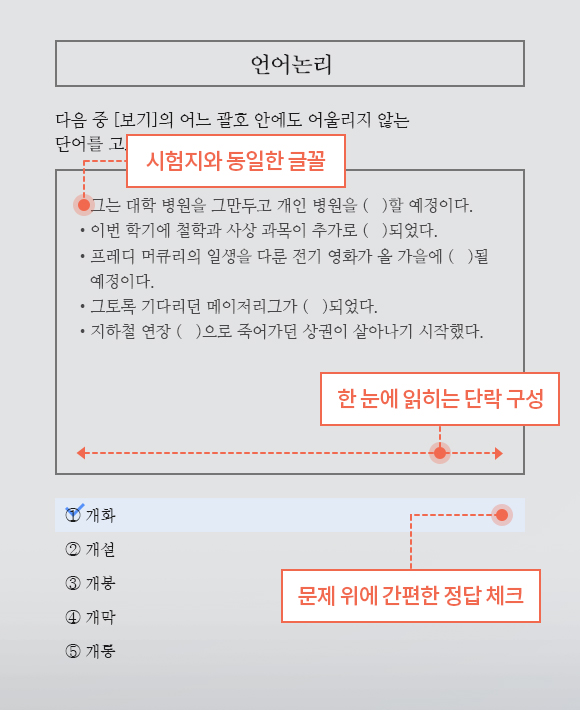 언어논리
다음 중 [보기]의 어느 괄호 안에도 어울리지 않는
단어를 고
시험지와 동일한 글꼴
그는 대학 병원을 그만두고 개인 병원을 (   )할 예정이다.
• 이번 학기에 철학과 사상 과목이 추가로 (   )되었다.
• 프레디 머큐리의 일생을 다룬 전기 영화가 올 가을에 (   )될
예정이다.
• 그토록 기다리던 메이저리그가 (   )되었다.
• 지하철 연장 (   )으로 죽어가던 상권이 살아나기 시작했다.
한 눈에 읽히는 단락 구성
① 개화
② 개설
③ 개봉
④ 개막
⑤ 개통
문제 위에 간편한 정답 체크